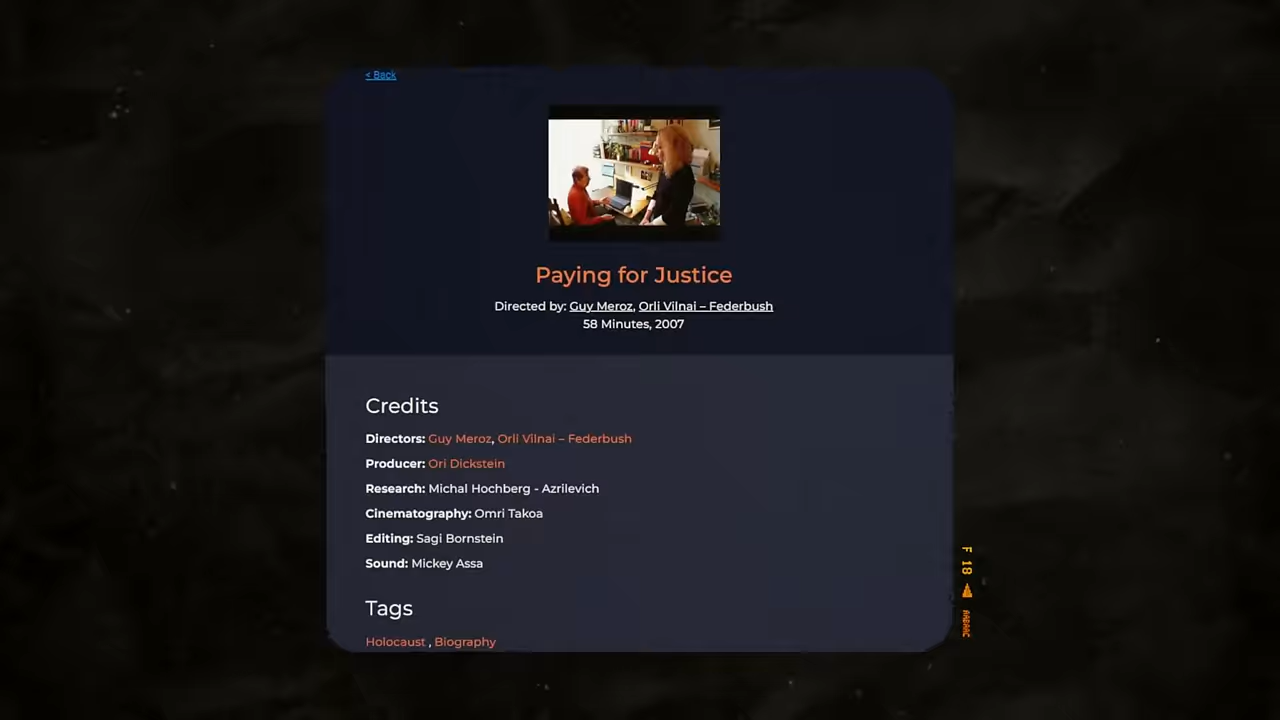 < Back
Paying for Justice
Directed by: Guy Meroz, Orli Vilnai – Federbush
58 Minutes, 2007
Credits
Directors: Guy Meroz, Orli Vilnai – Federbush
Producer: Ori Dickstein
Research: Michal Hochberg - Azrilevich
Cinematography: Omri Takoa
Editing: Sagi Bornstein
Sound: Mickey Assa
Tags
Holocaust , Biography
F 18